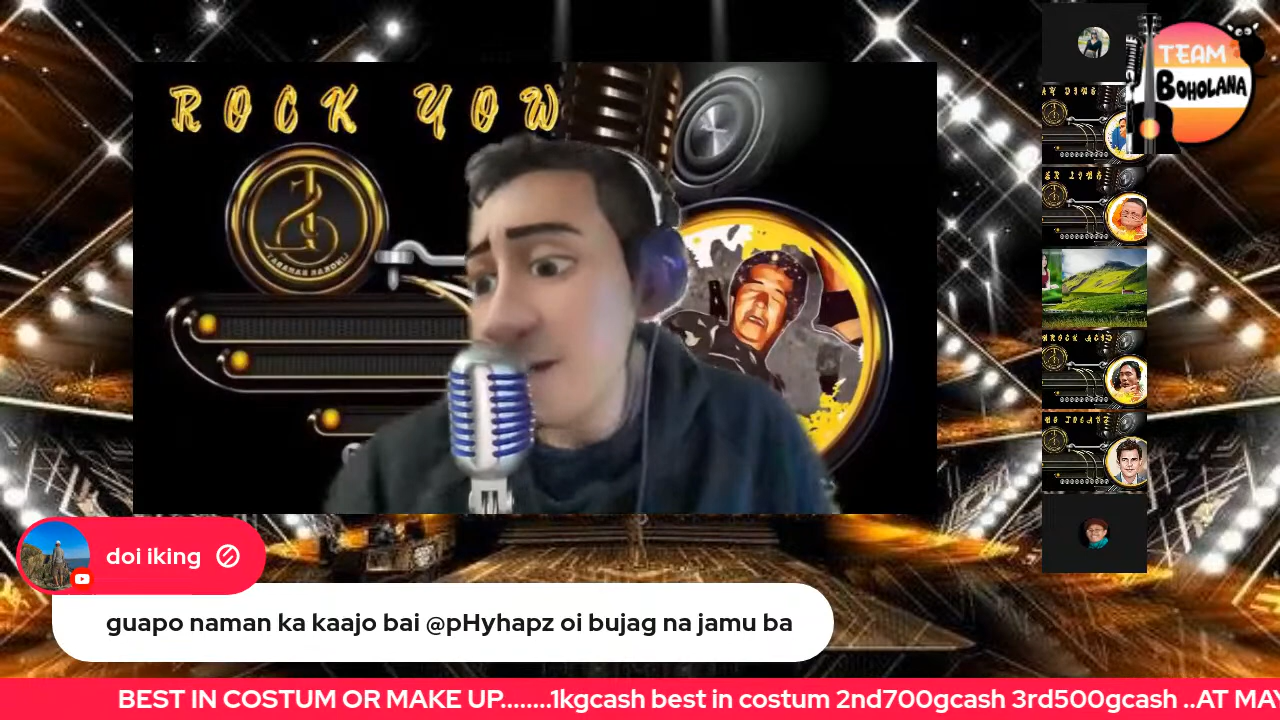 ROCK YOW
TEAM
BOHOLANA
doi iking
guapo naman ka kaajo bai @pHyhapz oi bujag na jamu ba
BEST IN COSTUM OR MAKE UP........1kgcash best in costum 2nd700gcash 3rd500gcash ..AT MAY